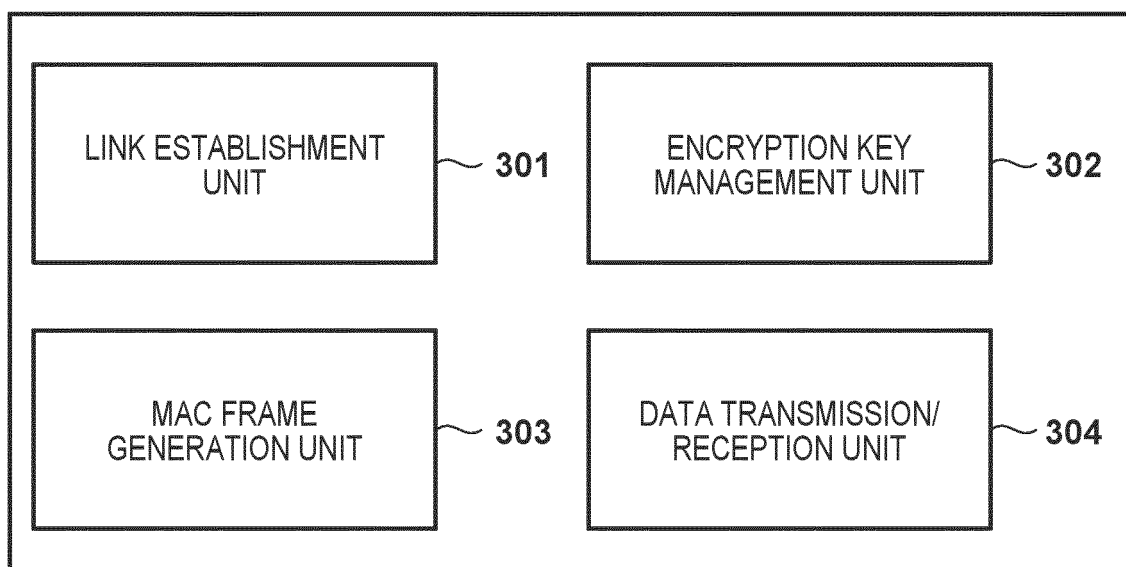 LINK ESTABLISHMENT
UNIT
301
ENCRYPTION KEY
MANAGEMENT UNIT
302
MAC FRAME
GENERATION UNIT
303
DATA TRANSMISSION/
RECEPTION UNIT
304